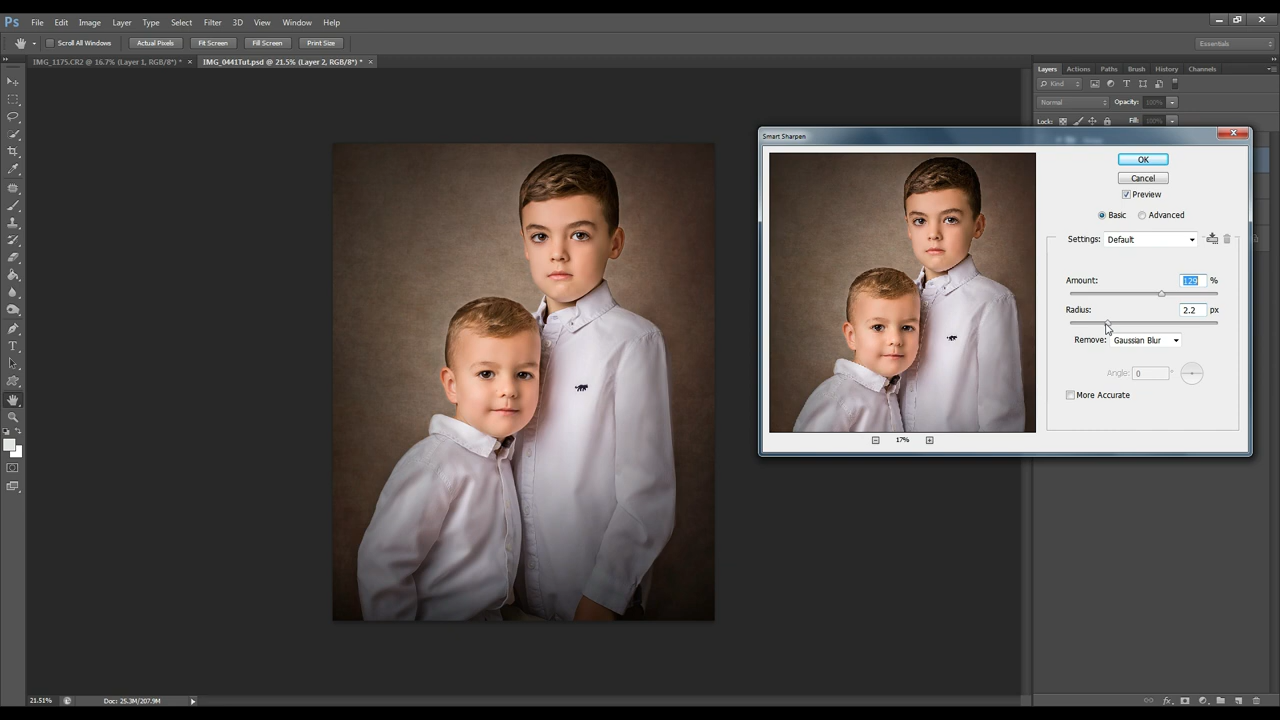 Ps File Edit Image Layer Type Select Filter 3D View Window Help
Scroll All Windows Actual Pixels Fit Screen Fill Screen Print Size Essentials
IMG_1175.CR2 @ 16.7% (Layer 1, RGB/8*) * × IMG_0441Tut.psd @ 21.5% (Layer 2, RGB/8*) * ×
Layers Actions Paths Brush History Channels
Kind
Normal Opacity: 100%
Lock: Fill: 100%
Smart Sharpen
OK
Cancel
Preview
Basic Advanced
Settings: Default
Amount: 129 %
Radius: 2.2 px
Remove: Gaussian Blur
Angle: 0 °
More Accurate
17%
21.51% Doc: 25.3M/207.9M